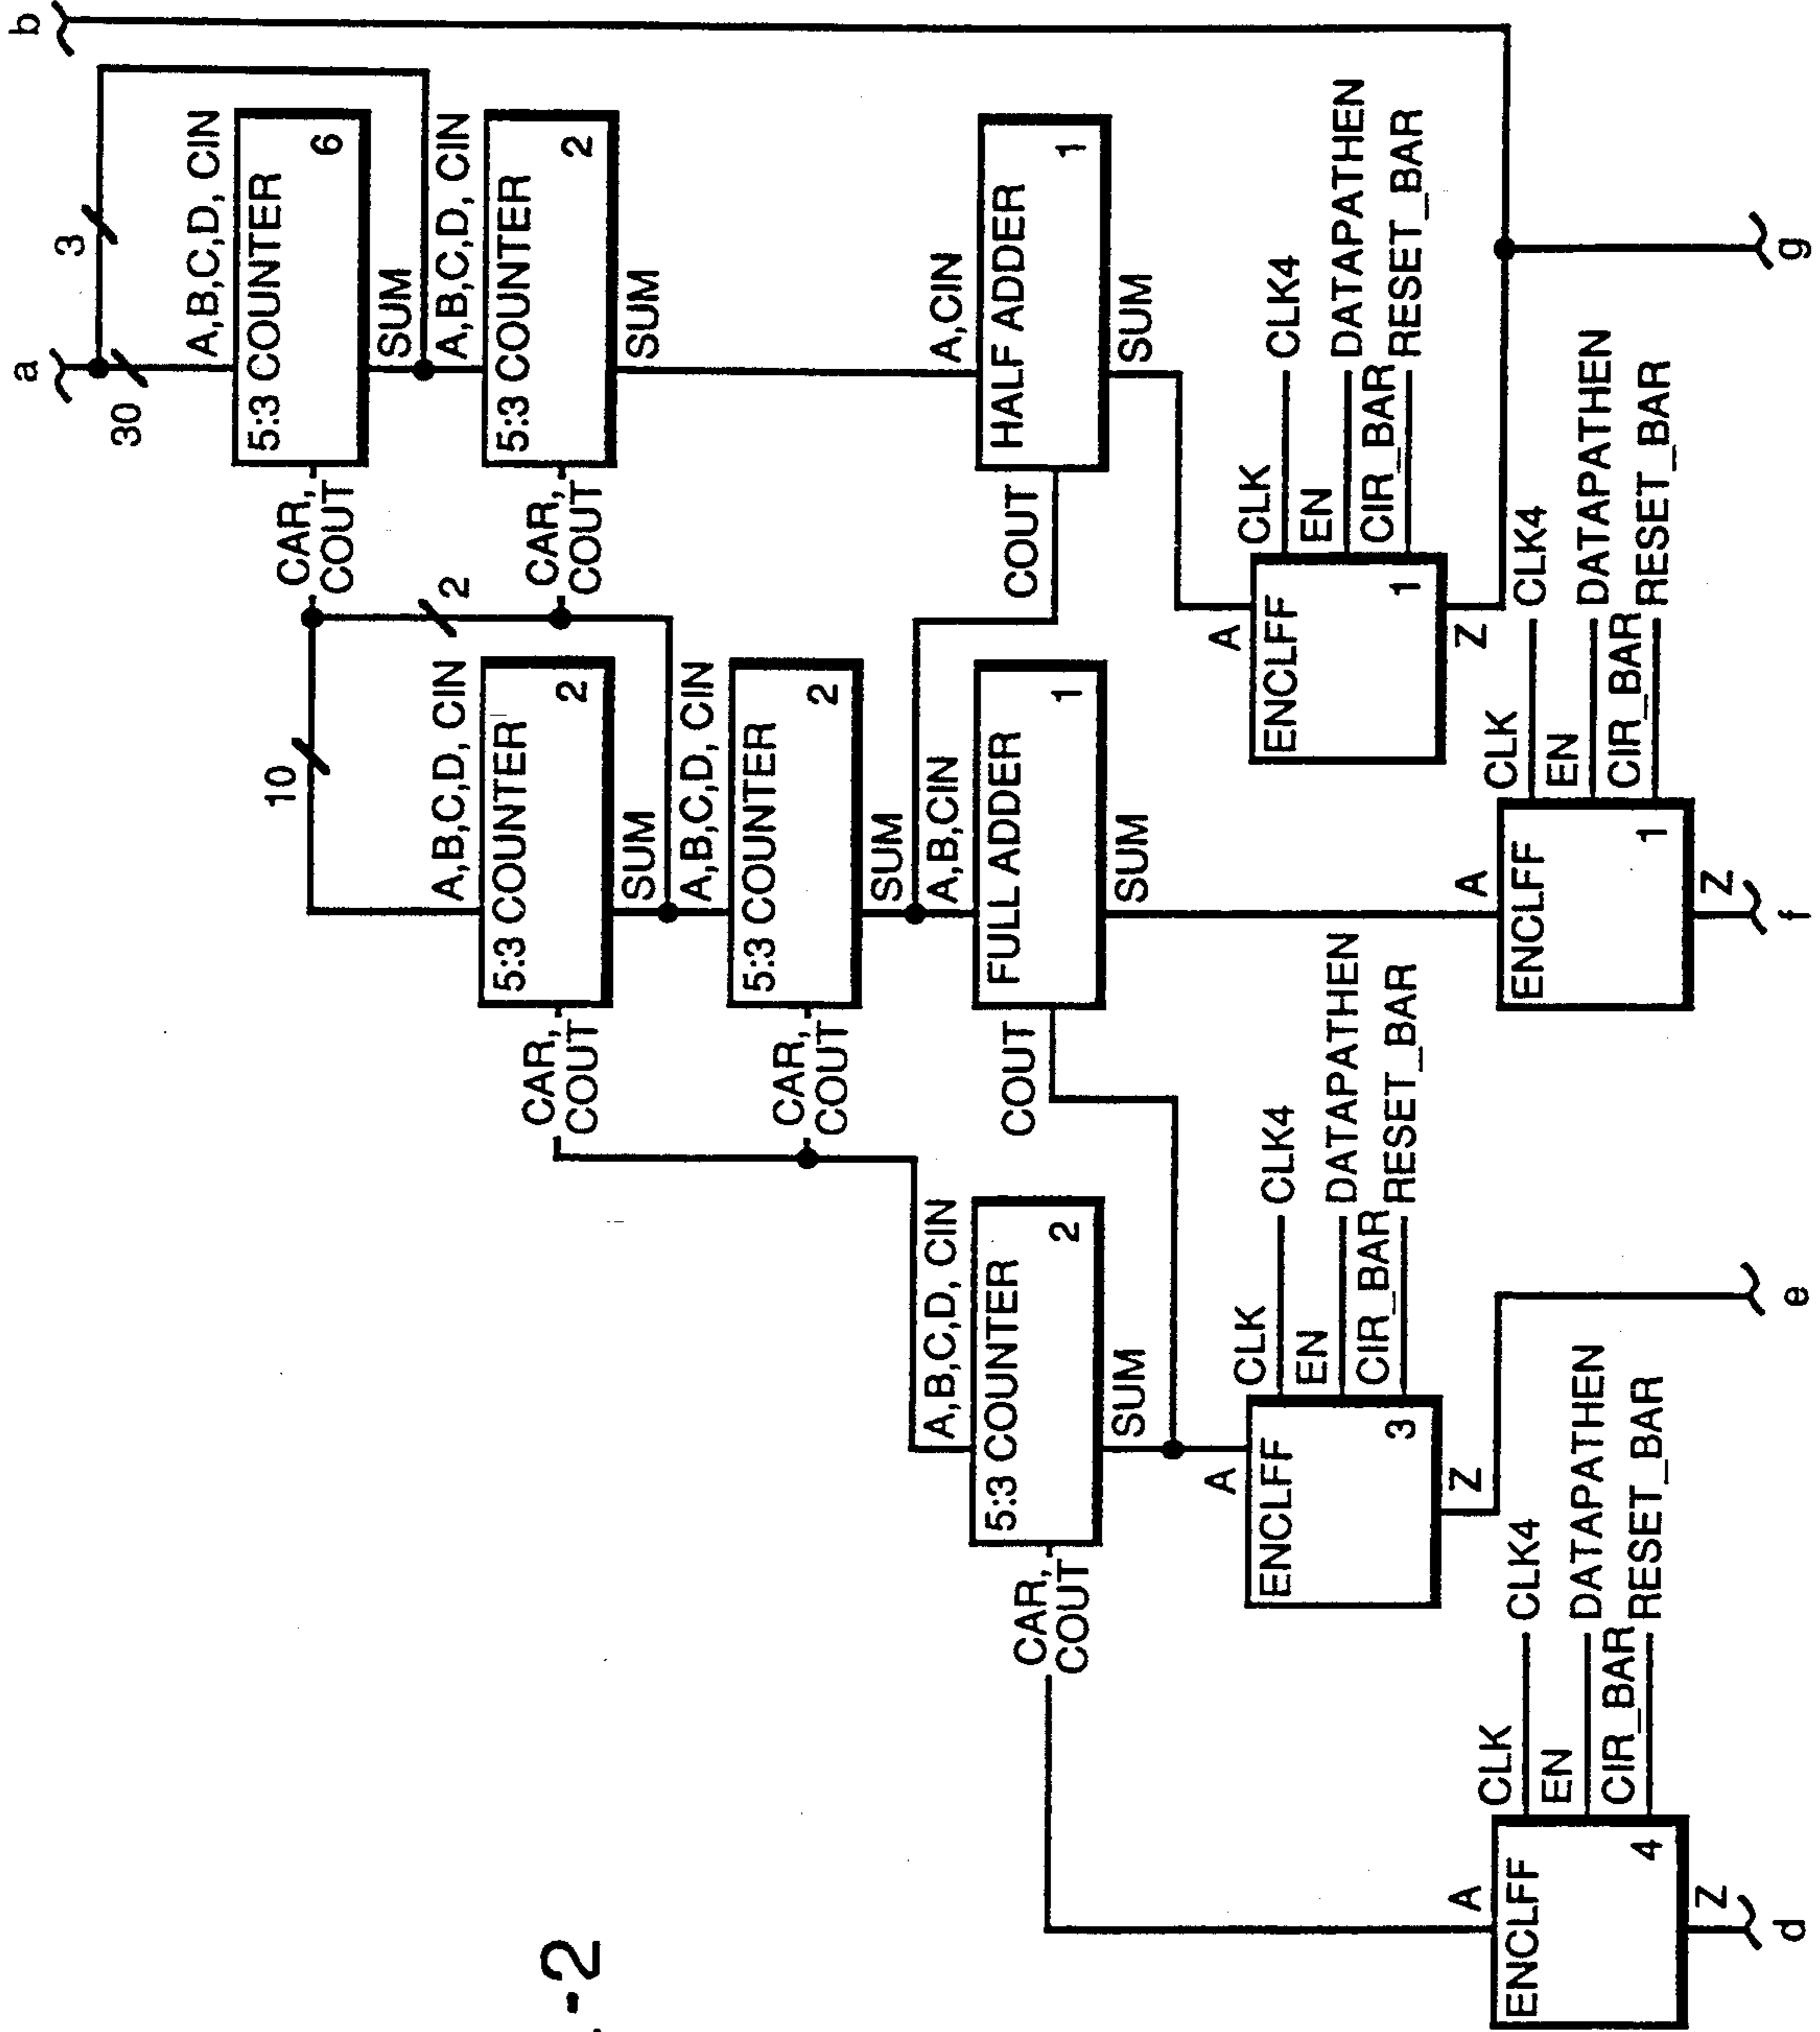 b
a
3
30
A,B,C,D, CIN
5:3 COUNTER
6
CAR,
COUT
SUM
A,B,C,D, CIN
5:3 COUNTER
2
CAR,
COUT
SUM
10
2
A,B,C,D, CIN
5:3 COUNTER
2
CAR,
COUT
SUM
A,B,C,D, CIN
5:3 COUNTER
2
CAR,
COUT
SUM
A,CIN
HALF ADDER
1
COUT
SUM
A,B,CIN
FULL ADDER
1
COUT
SUM
A,B,C,D, CIN
5:3 COUNTER
2
CAR,
COUT
SUM
A
ENCLFF
1
CLK
CLK4
EN
DATAPATHEN
CIR_BAR
RESET_BAR
Z
A
ENCLFF
3
CLK
CLK4
EN
DATAPATHEN
CIR_BAR
RESET_BAR
Z
A
ENCLFF
1
CLK
CLK4
EN
DATAPATHEN
CIR_BAR
RESET_BAR
Z
A
ENCLFF
4
CLK
CLK4
EN
DATAPATHEN
CIR_BAR
RESET_BAR
Z
d
e
f
g
-2